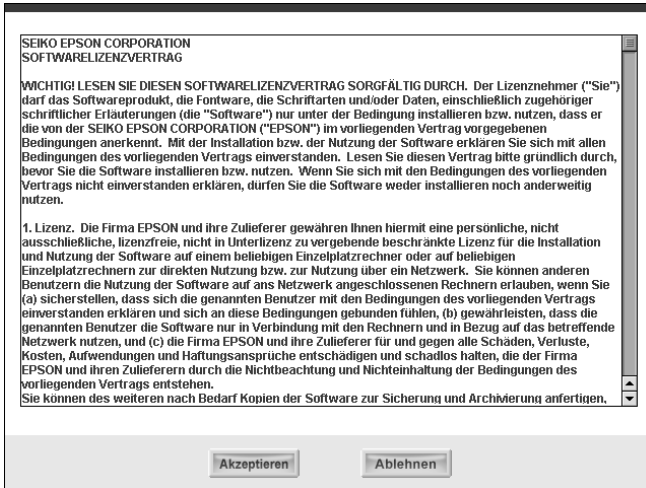 SEIKO EPSON CORPORATION
SOFTWARELIZENZVERTRAG
WICHTIG! LESEN SIE DIESEN SOFTWARELIZENZVERTRAG SORGFÄLTIG DURCH.  Der Lizenznehmer ("Sie")
darf das Softwareprodukt, die Fontware, die Schriftarten und/oder Daten, einschließlich zugehöriger
schriftlicher Erläuterungen (die "Software") nur unter der Bedingung installieren bzw. nutzen, dass er
die von der SEIKO EPSON CORPORATION ("EPSON") im vorliegenden Vertrag vorgegebenen
Bedingungen anerkennt.  Mit der Installation bzw. der Nutzung der Software erklären Sie sich mit allen
Bedingungen des vorliegenden Vertrags einverstanden.  Lesen Sie diesen Vertrag bitte gründlich durch,
bevor Sie die Software installieren bzw. nutzen.  Wenn Sie sich mit den Bedingungen des vorliegenden
Vertrags nicht einverstanden erklären, dürfen Sie die Software weder installieren noch anderweitig
nutzen.
1. Lizenz.  Die Firma EPSON und ihre Zulieferer gewähren Ihnen hiermit eine persönliche, nicht
ausschließliche, lizenzfreie, nicht in Unterlizenz zu vergebende beschränkte Lizenz für die Installation
und Nutzung der Software auf einem beliebigen Einzelplatzrechner oder auf beliebigen
Einzelplatzrechnern zur direkten Nutzung bzw. zur Nutzung über ein Netzwerk.  Sie können anderen
Benutzern die Nutzung der Software auf ans Netzwerk angeschlossenen Rechnern erlauben, wenn Sie
(a) sicherstellen, dass sich die genannten Benutzer mit den Bedingungen des vorliegenden Vertrags
einverstanden erklären und sich an diese Bedingungen gebunden fühlen, (b) gewährleisten, dass die
genannten Benutzer die Software nur in Verbindung mit den Rechnern und in Bezug auf das betreffende
Netzwerk nutzen, und (c) die Firma EPSON und ihre Zulieferer für und gegen alle Schäden, Verluste,
Kosten, Aufwendungen und Haftungsansprüche entschädigen und schadlos halten, die der Firma
EPSON und ihren Zulieferern durch die Nichtbeachtung und Nichteinhaltung der Bedingungen des
vorliegenden Vertrags entstehen.
Sie können des weiteren nach Bedarf Kopien der Software zur Sicherung und Archivierung anfertigen,
Akzeptieren
Ablehnen